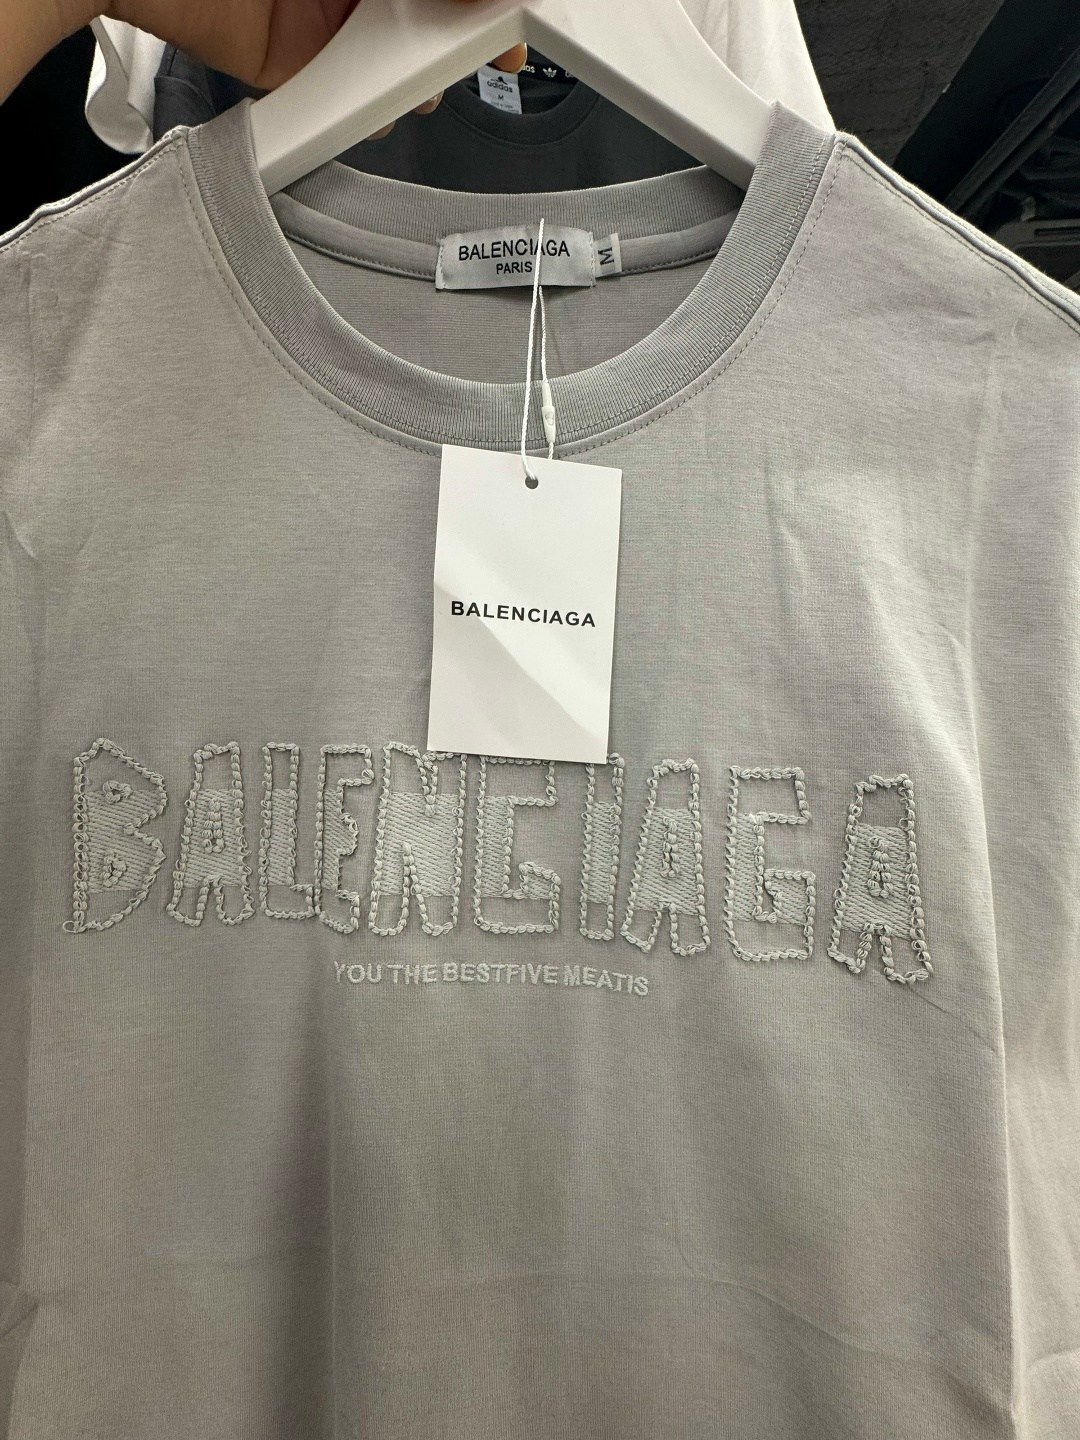 adidas
M
BALENCIAGA
PARIS
M
BALENCIAGA
BALENCIAGA
YOU THE BESTFIVE MEATIS